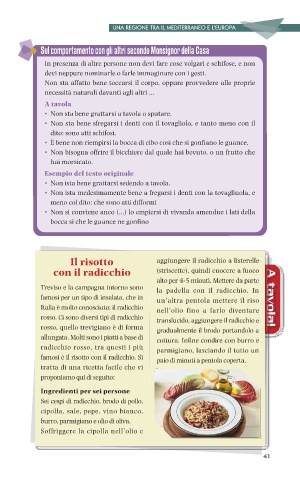 UNA REGIONE TRA IL MEDITERRANEO E L'EUROPA
Sul comportamento con gli altri secondo Monsignor della Casa
In presenza di altre persone non devi fare cose volgari e schifose, e non
devi neppure nominarle o farle immaginare con i gesti.
Non sta affatto bene toccarsi il corpo, oppure provvedere alle proprie
necessità naturali davanti agli altri ...
A tavola
• Non sta bene grattarsi a tavola o sputare.
• Non sta bene sfregarsi i denti con il tovagliolo, e tanto meno con il
dito: sono atti schifosi.
• È bene non riempirsi la bocca di cibo così che si gonfiano le guance.
• Non bisogna offrire il bicchiere dal quale hai bevuto, o un frutto che
hai morsicato.
Esempio del testo originale
• Non istà bene grattarsi sedendo a tavola.
• Non ista medesimamente bene a fregarsi i denti con la tovagliuola, e
meno col dito: che sono atti difformi
• Non si conviene anco (...) lo empiersi di vivanda amendue i lati della
bocca sì che le guance ne gonfino
Il risotto
con il radicchio
Treviso e la campagna intorno sono
famosi per un tipo di insalata, che in
Italia è molto conosciuta: il radicchio
rosso. Ci sono diversi tipi di radicchio
rosso, quello trevigiano è di forma
allungata. Molti sono i piatti a base di
radicchio rosso, tra questi i più
famosi è il risotto con il radicchio. Si
tratta di una ricetta facile che vi
proponiamo qui di seguito:
Ingredienti per sei persone
Sei cespi di radicchio, brodo di pollo,
cipolla, sale, pepe, vino bianco,
burro, parmigiano e olio di oliva.
Soffriggere la cipolla nell'olio e
aggiungere il radicchio a listerelle
(striscette), quindi cuocere a fuoco
alto per 4-5 minuti. Mettere da parte
la padella con il radicchio. In
un'altra pentola mettere il riso
nell'olio fino a farlo diventare
translucido, aggiungere il radicchio e
gradualmente il brodo portandolo a
cottura. Infine condire con burro e
parmigiano, lasciando il tutto un
paio di minuti a pentola coperta.
A tavola!
41